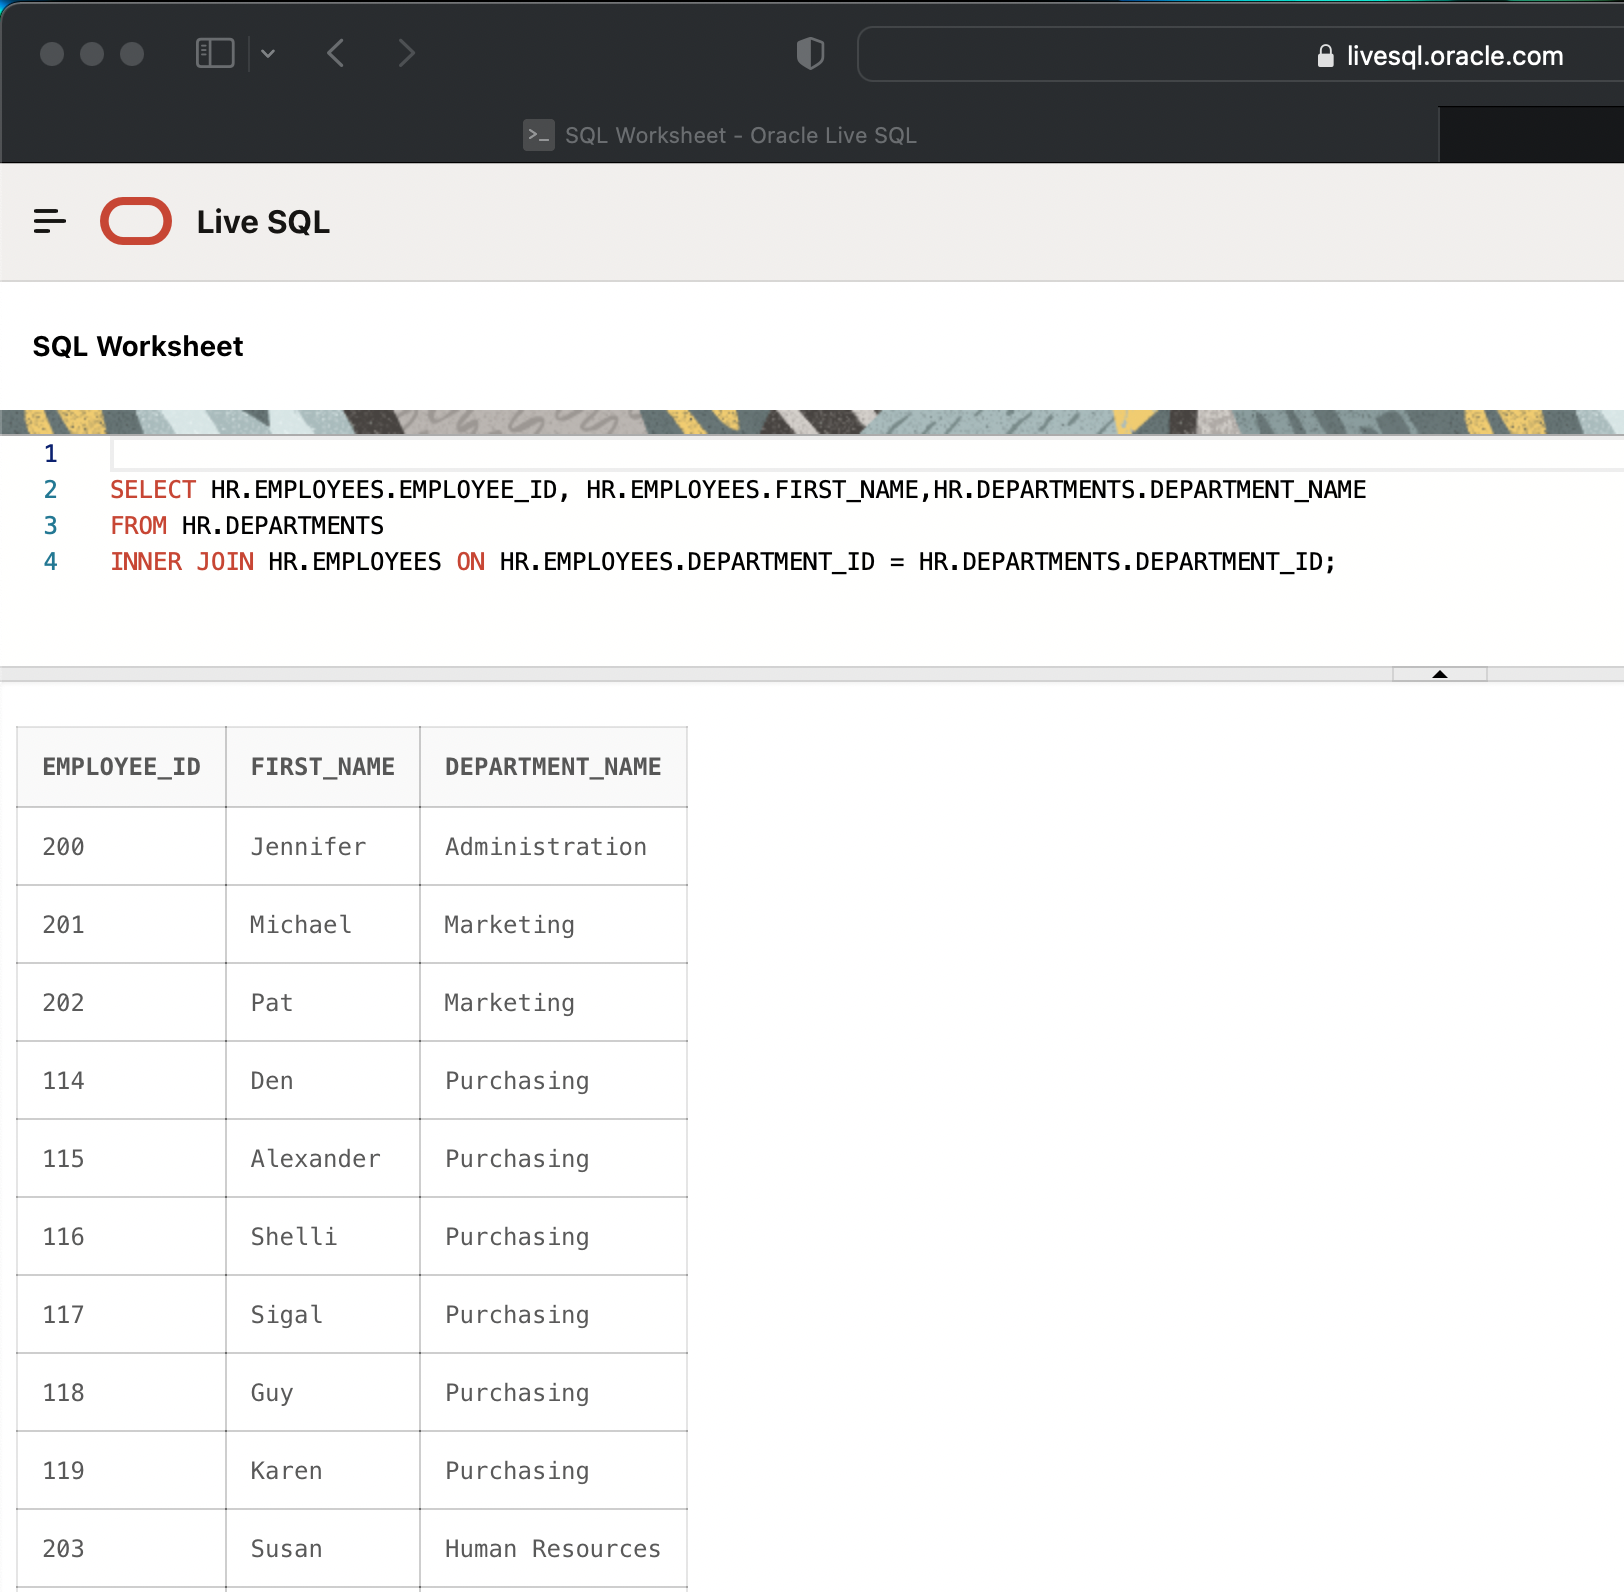 livesql.oracle.com
>_ SQL Worksheet - Oracle Live SQL
Live SQL
SQL Worksheet
1
2 SELECT HR.EMPLOYEES.EMPLOYEE_ID, HR.EMPLOYEES.FIRST_NAME,HR.DEPARTMENTS.DEPARTMENT_NAME
3 FROM HR.DEPARTMENTS
4 INNER JOIN HR.EMPLOYEES ON HR.EMPLOYEES.DEPARTMENT_ID = HR.DEPARTMENTS.DEPARTMENT_ID;
EMPLOYEE_ID FIRST_NAME DEPARTMENT_NAME
200 Jennifer Administration
201 Michael Marketing
202 Pat Marketing
114 Den Purchasing
115 Alexander Purchasing
116 Shelli Purchasing
117 Sigal Purchasing
118 Guy Purchasing
119 Karen Purchasing
203 Susan Human Resources